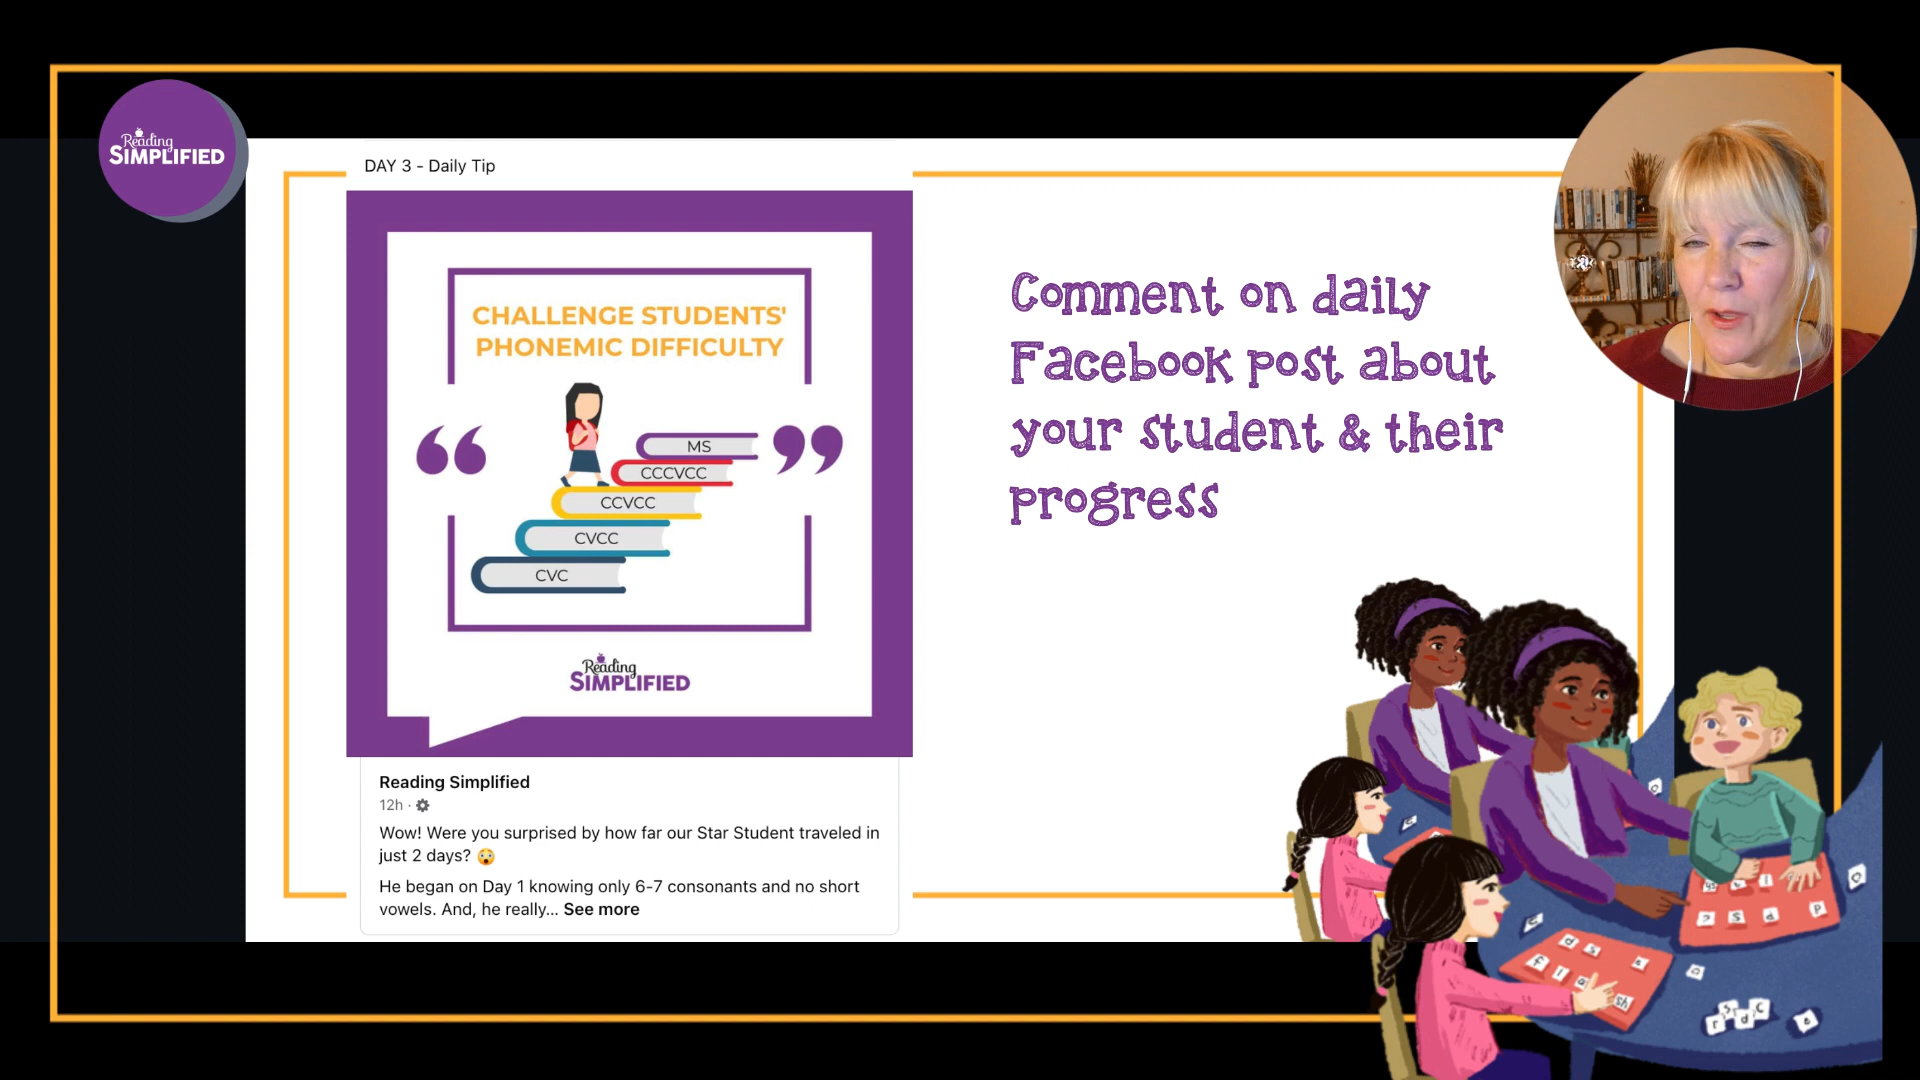 Reading
SIMPLIFIED
DAY 3 - Daily Tip
CHALLENGE STUDENTS'
PHONEMIC DIFFICULTY
“ ”
MS
CCCVCC
CCVCC
CVCC
CVC
Reading
SIMPLIFIED
Reading Simplified
12h ·
Wow! Were you surprised by how far our Star Student traveled in
just 2 days? 😲
He began on Day 1 knowing only 6-7 consonants and no short
vowels. And, he really... See more
Comment on daily
Facebook post about
your student & their
progress
? S d P
d s s
f l a sh
r s d c e